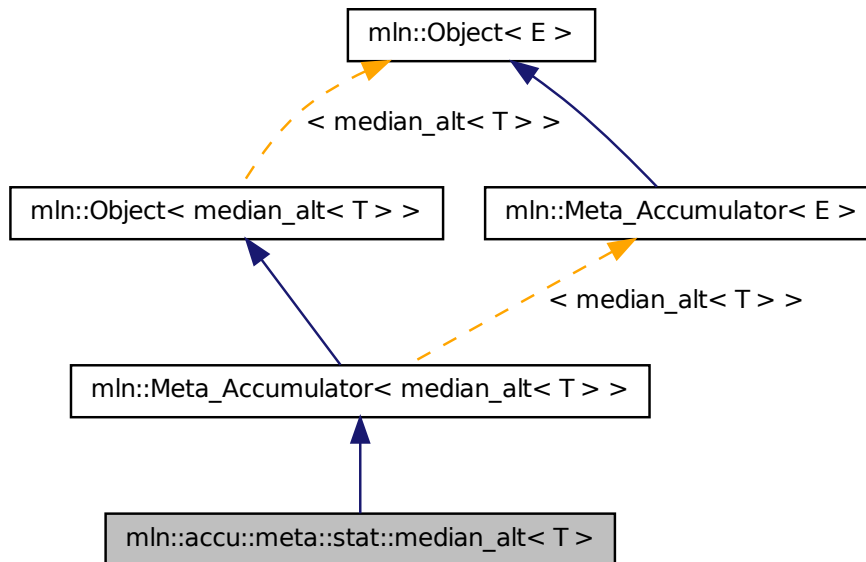 mln::Object< E >
< median_alt< T > >
mln::Object< median_alt< T > >
mln::Meta_Accumulator< E >
< median_alt< T > >
mln::Meta_Accumulator< median_alt< T > >
mln::accu::meta::stat::median_alt< T >